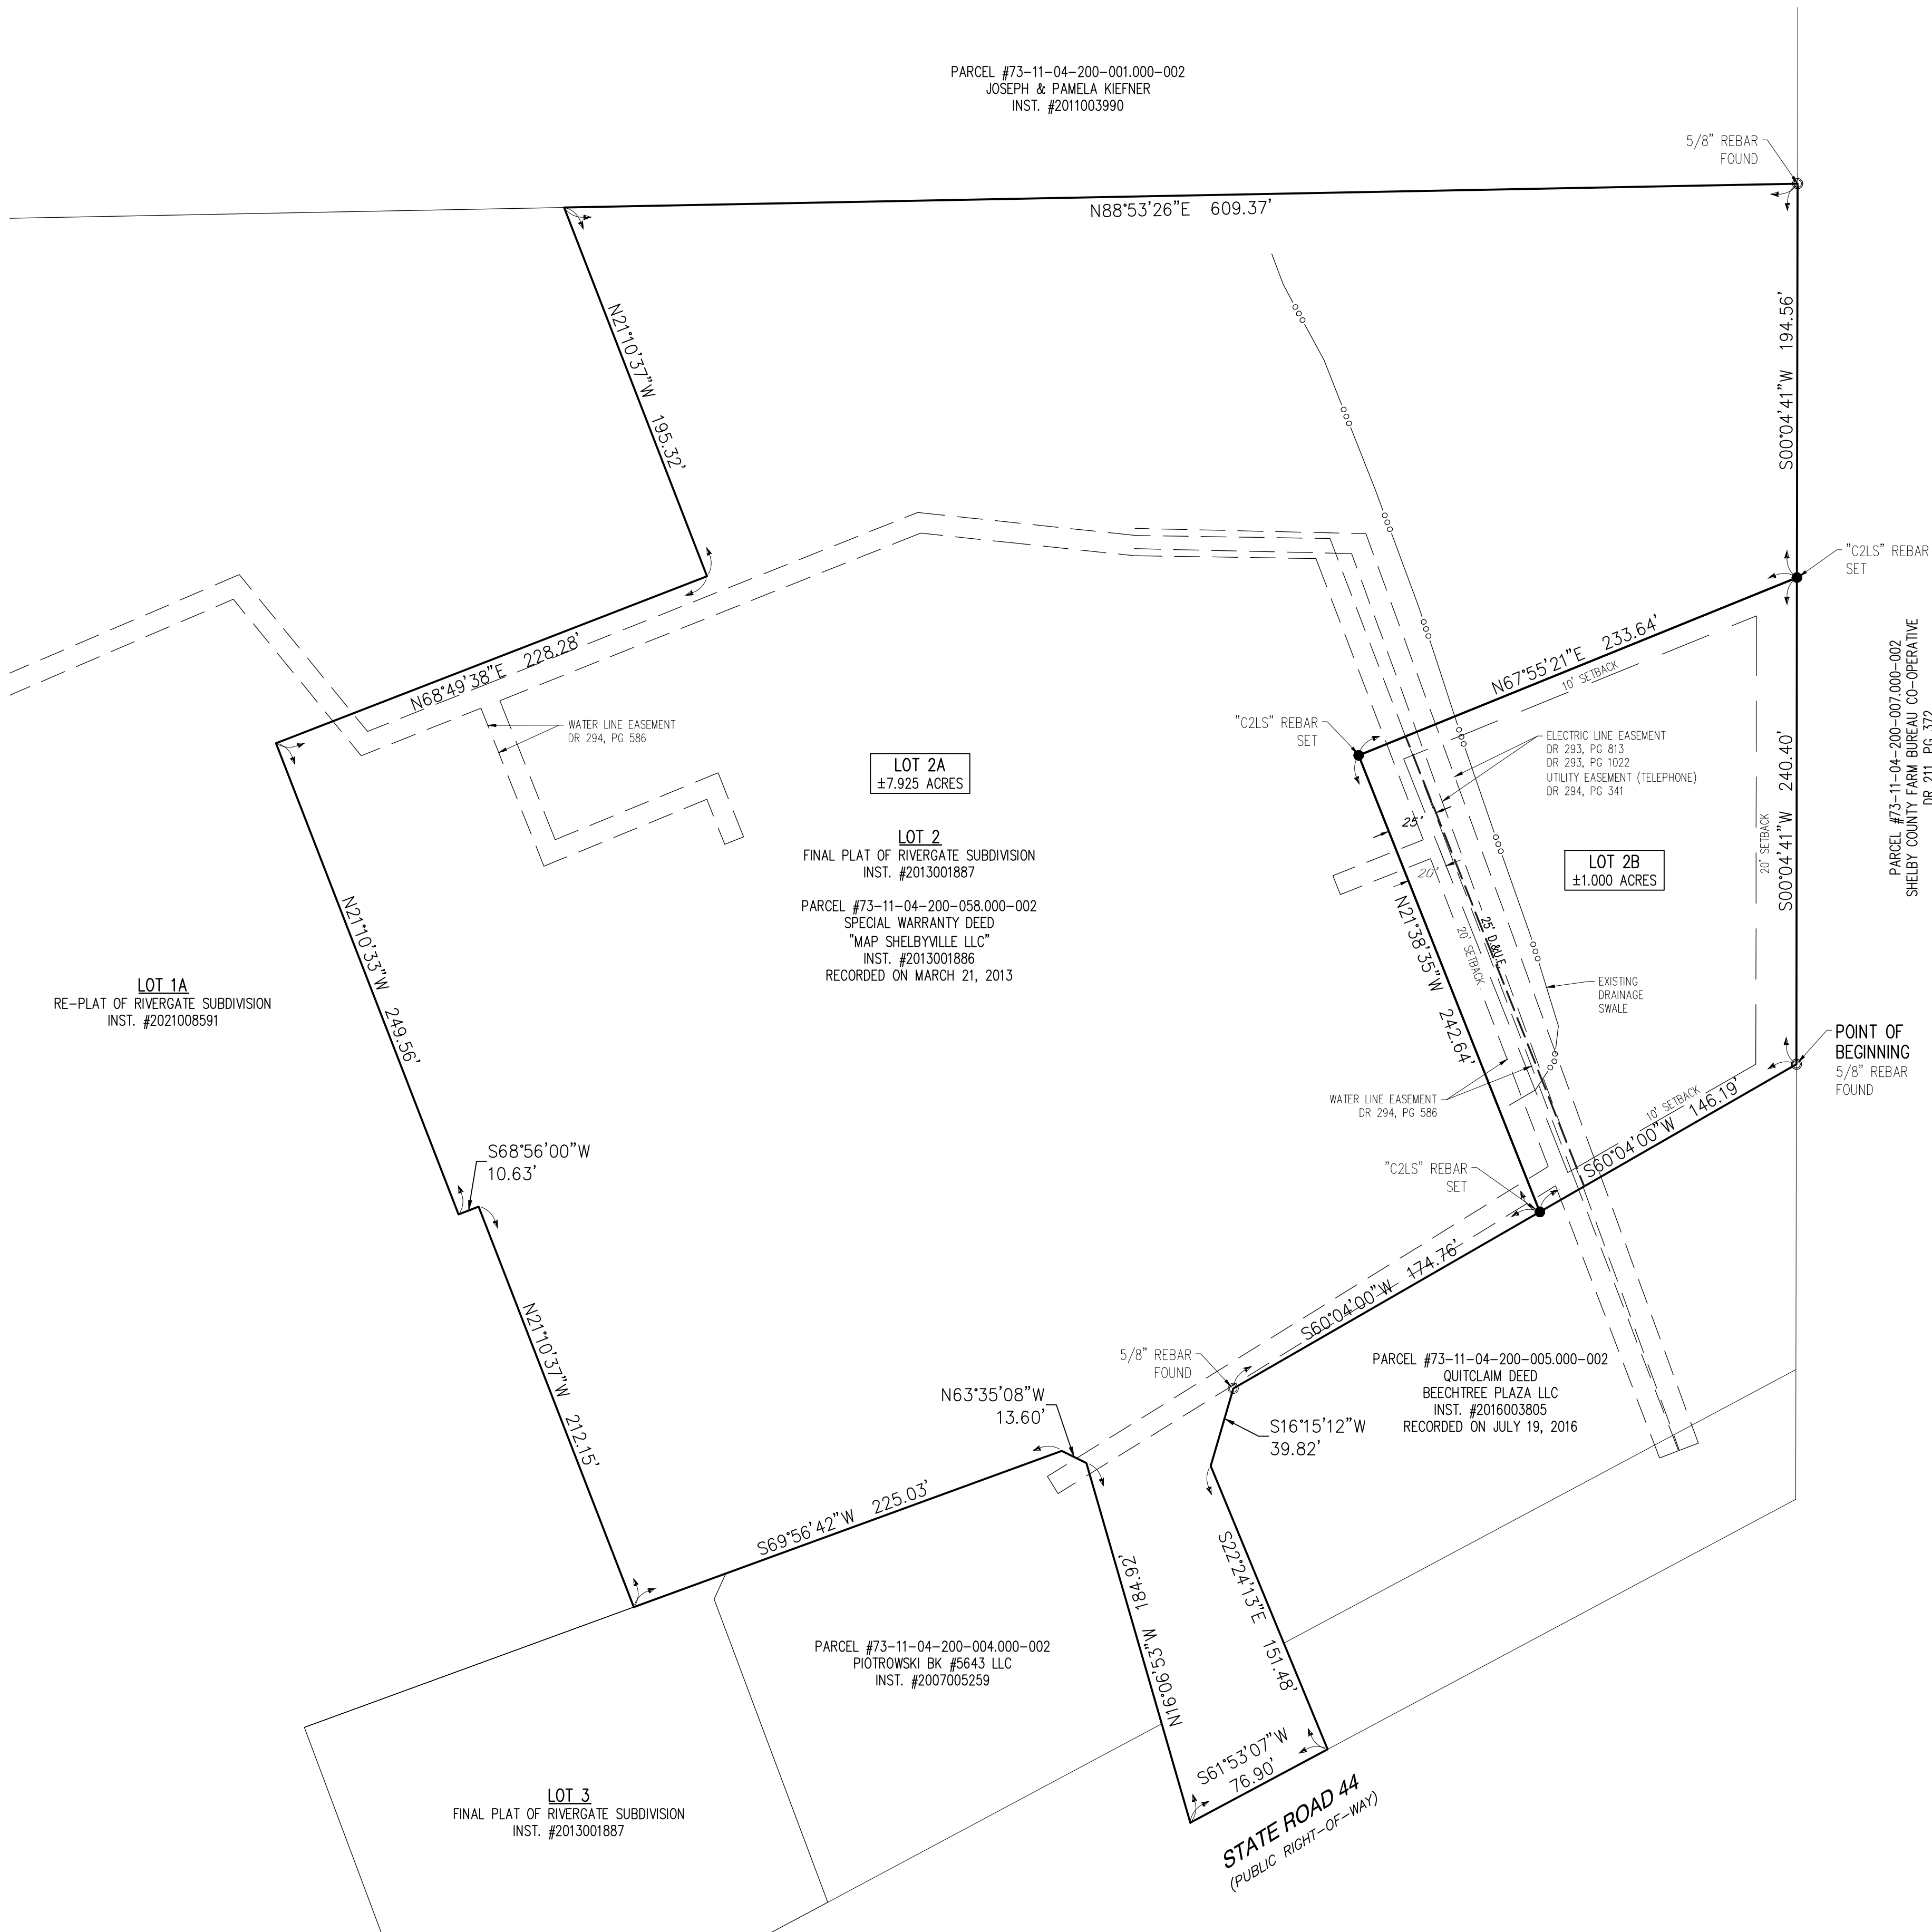 PARCEL #73-11-04-200-001.000-002
JOSEPH & PAMELA KIEFNER
INST. #2011003990
5/8" REBAR
FOUND
N88°53'26"E 609.37'
N21°10'37"W 195.32'
S00°04'41"W 194.56'
"C2LS" REBAR
SET
PARCEL #73-11-04-200-007.000-002
SHELBY COUNTY FARM BUREAU CO-OPERATIVE
DR 211, PG 372
N67°55'21"E 233.64'
10' SETBACK
N68°49'38"E 228.28'
WATER LINE EASEMENT
DR 294, PG 586
"C2LS" REBAR
SET
ELECTRIC LINE EASEMENT
DR 293, PG 813
DR 293, PG 1022
UTILITY EASEMENT (TELEPHONE)
DR 294, PG 341
S00°04'41"W 240.40'
20' SETBACK
LOT 2A
±7.925 ACRES
25'
20'
LOT 2
FINAL PLAT OF RIVERGATE SUBDIVISION
INST. #2013001887
PARCEL #73-11-04-200-058.000-002
SPECIAL WARRANTY DEED
"MAP SHELBYVILLE LLC"
INST. #2013001886
RECORDED ON MARCH 21, 2013
LOT 2B
±1.000 ACRES
N21°38'35"W 242.64'
20' SETBACK
25' D.&U.E.
EXISTING
DRAINAGE
SWALE
N21°10'33"W 249.56'
LOT 1A
RE-PLAT OF RIVERGATE SUBDIVISION
INST. #2021008591
POINT OF
BEGINNING
5/8" REBAR
FOUND
WATER LINE EASEMENT
DR 294, PG 586
10' SETBACK
S60°04'00"W 146.19'
S68°56'00"W
10.63'
"C2LS" REBAR
SET
S60°04'00"W 174.76'
N21°10'37"W 212.15'
5/8" REBAR
FOUND
PARCEL #73-11-04-200-005.000-002
QUITCLAIM DEED
BEECHTREE PLAZA LLC
INST. #2016003805
RECORDED ON JULY 19, 2016
N63°35'08"W
13.60'
S16°15'12"W
39.82'
S69°56'42"W 225.03'
N16°06'53"W 184.92'
S22°24'13"E 151.48'
PARCEL #73-11-04-200-004.000-002
PIOTROWSKI BK #5643 LLC
INST. #2007005259
S61°53'07"W
76.90'
LOT 3
FINAL PLAT OF RIVERGATE SUBDIVISION
INST. #2013001887
STATE ROAD 44
(PUBLIC RIGHT-OF-WAY)